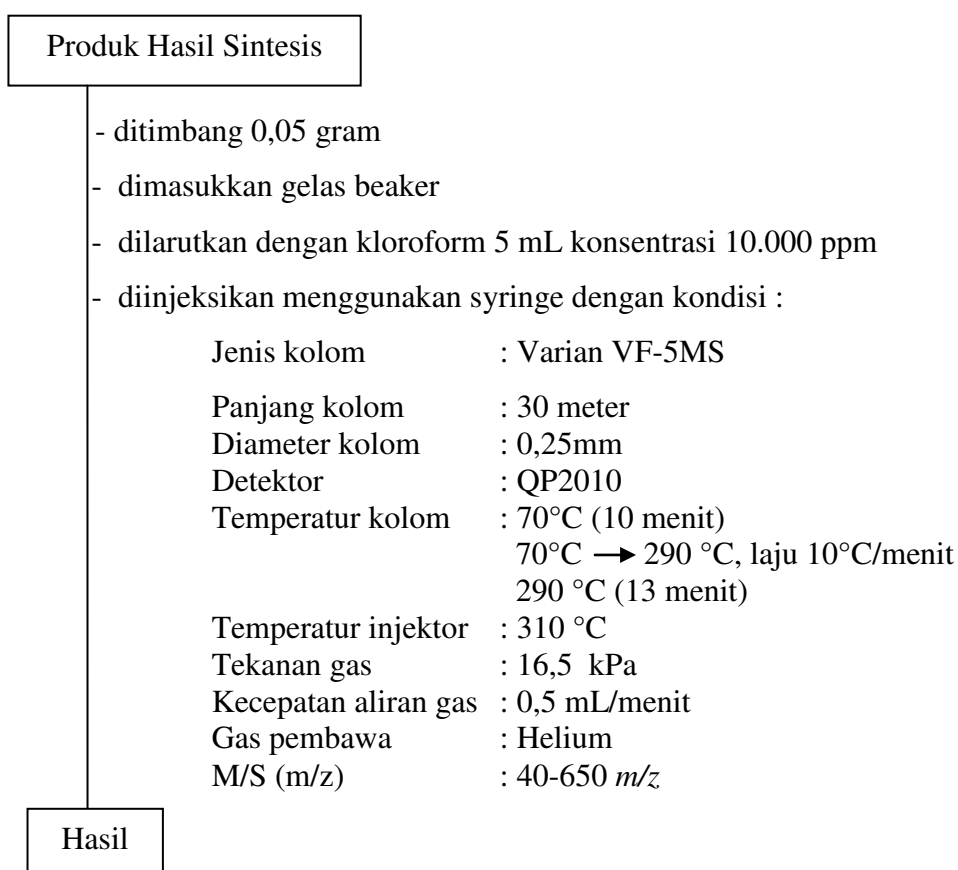 Produk Hasil Sintesis
- ditimbang 0,05 gram
- dimasukkan gelas beaker
- dilarutkan dengan kloroform 5 mL konsentrasi 10.000 ppm
- diinjeksikan menggunakan syringe dengan kondisi :
Jenis kolom : Varian VF-5MS
Panjang kolom : 30 meter
Diameter kolom : 0,25mm
Detektor : QP2010
Temperatur kolom : 70°C (10 menit)
70°C → 290 °C, laju 10°C/menit
290 °C (13 menit)
Temperatur injektor : 310 °C
Tekanan gas : 16,5 kPa
Kecepatan aliran gas : 0,5 mL/menit
Gas pembawa : Helium
M/S (m/z) : 40-650 m/z
Hasil